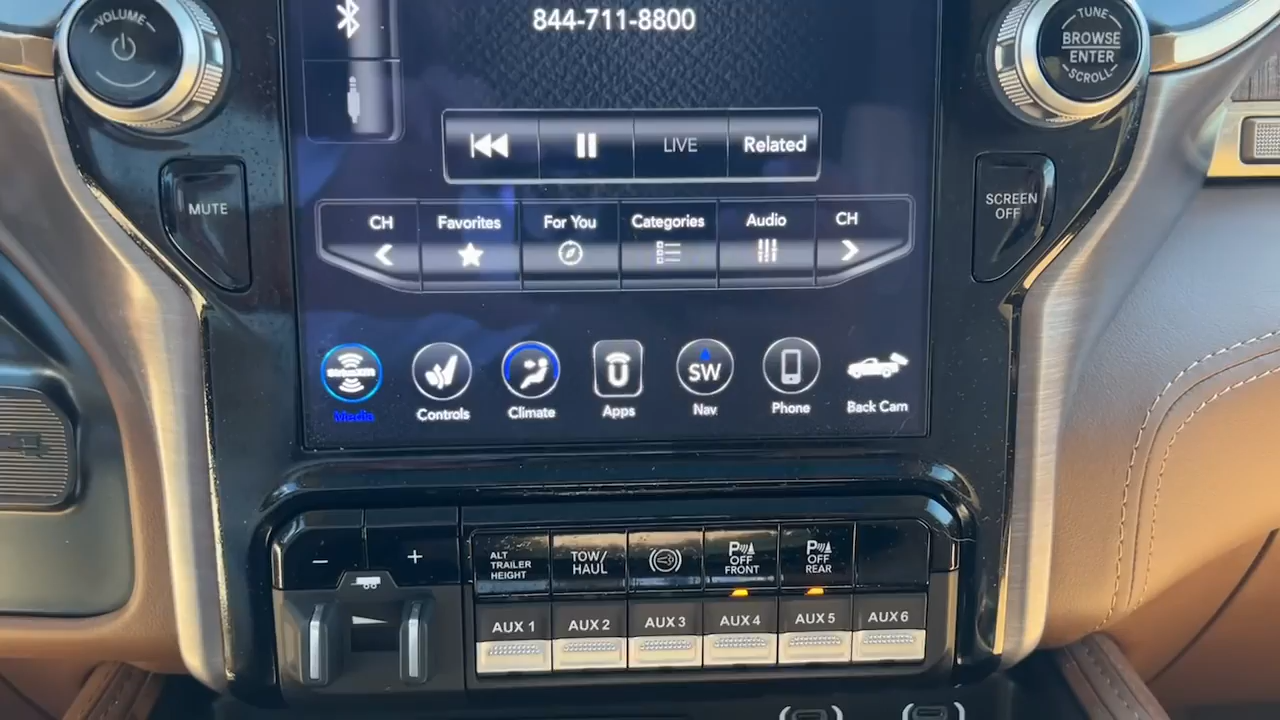 844-711-8800
VOLUME
TUNE
BROWSE
ENTER
SCROLL
LIVE
Related
MUTE
SCREEN
OFF
CH
Favorites
For You
Categories
Audio
CH
siriusxm
SW
Media
Controls
Climate
Apps
Nav
Phone
Back Cam
ALT
TRAILER
HEIGHT
TOW/
HAUL
P
OFF
FRONT
P
OFF
REAR
AUX 1
AUX 2
AUX 3
AUX 4
AUX 5
AUX 6